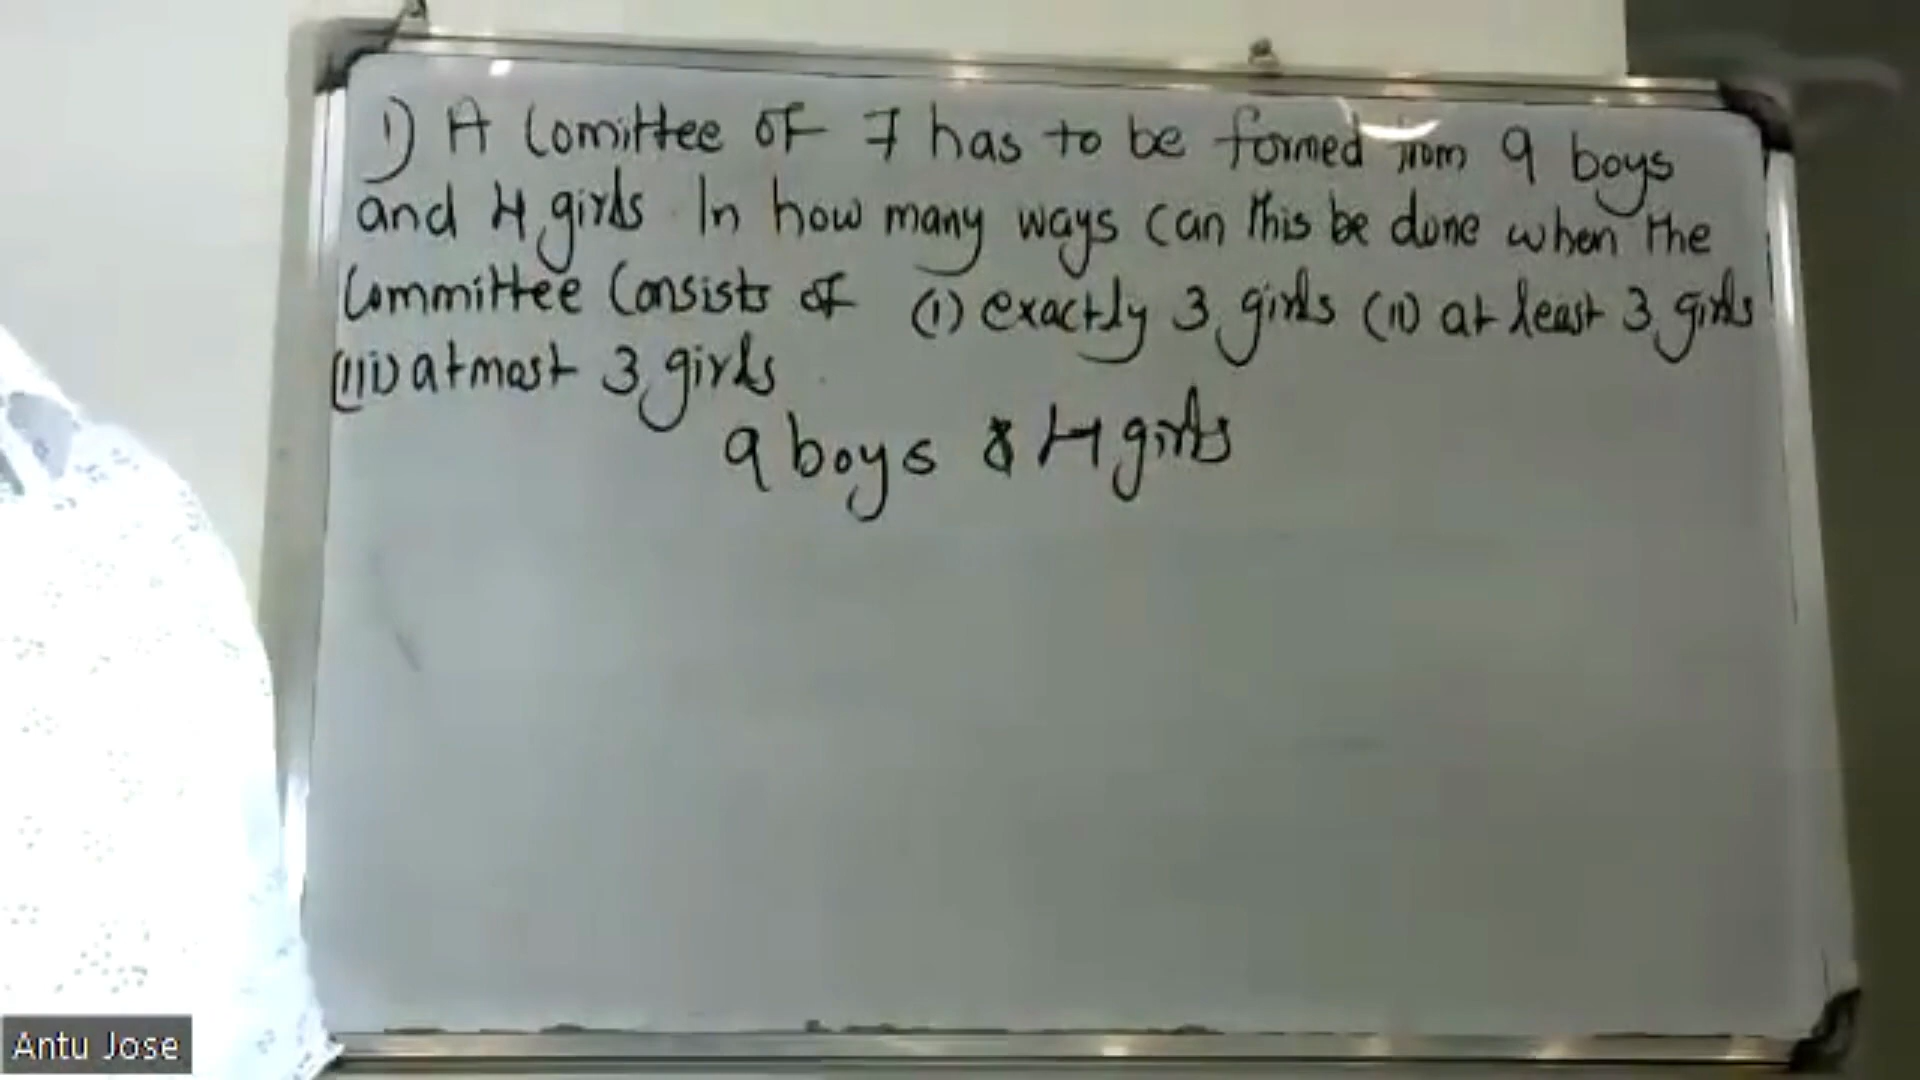 1) A Comittee of 7 has to be formed from 9 boys
and 4 girls. In how many ways can this be done when the
Committee Consists of (i) exactly 3 girls (ii) at least 3 girls
(iii) atmost 3 girls
9 boys & 4 girls
Antu Jose